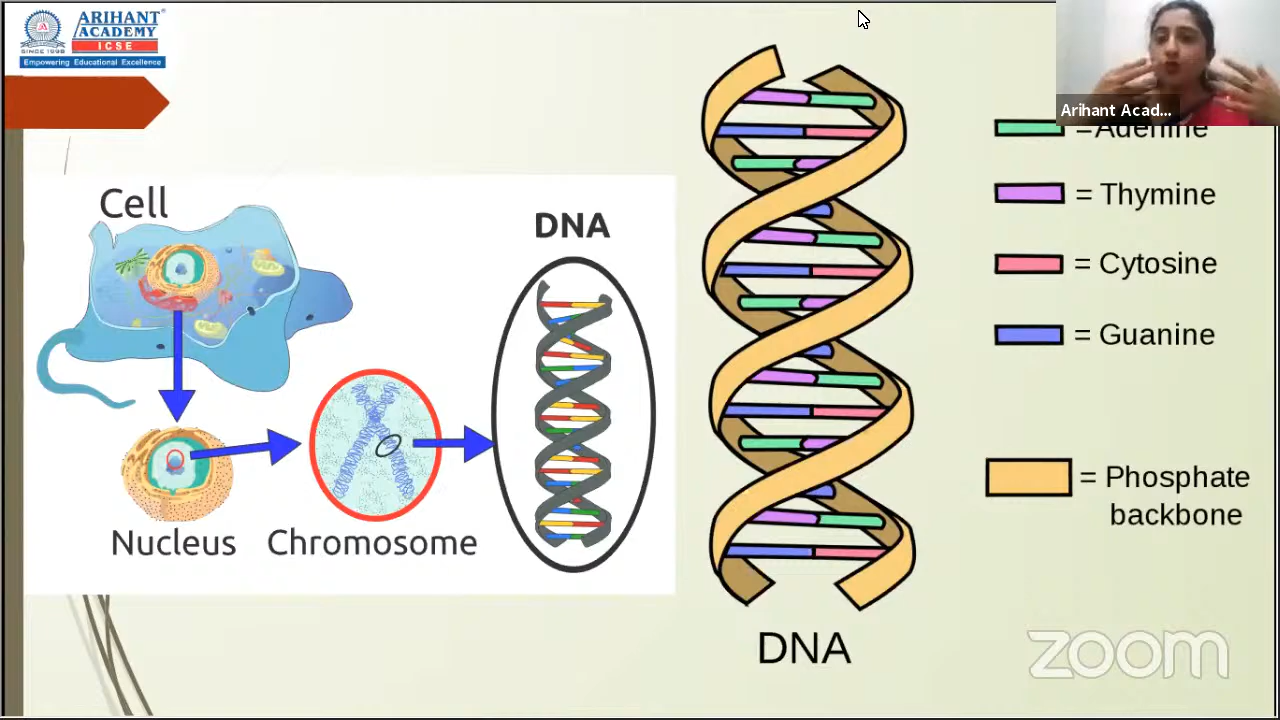 ARIHANT
ACADEMY
ICSE
SINCE 1998
Empowering Educational Excellence
Arihant Acad...
Cell
DNA
Nucleus
Chromosome
=Adenine
= Thymine
= Cytosine
= Guanine
= Phosphate
backbone
DNA
zoom